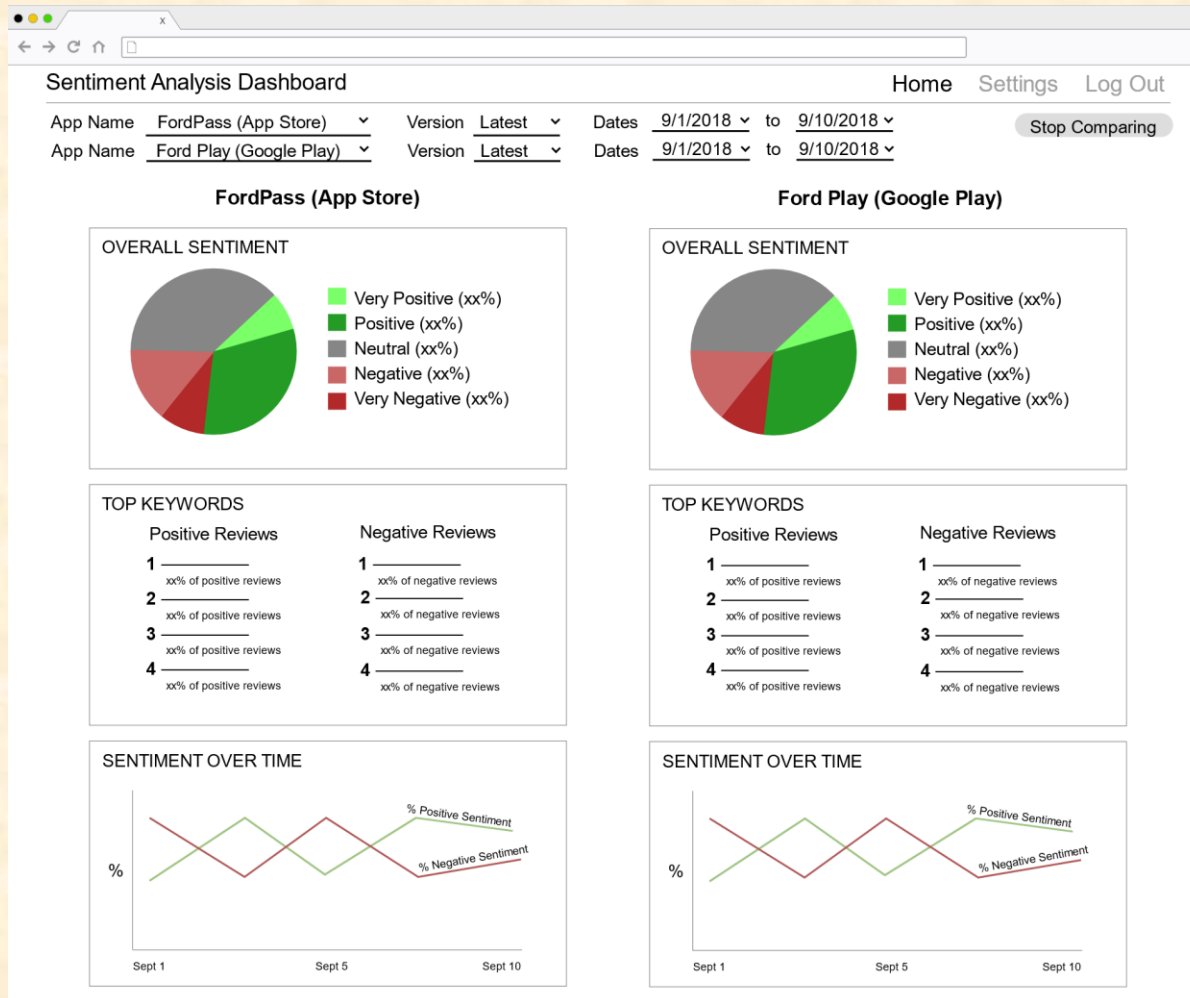 x
Sentiment Analysis Dashboard
Home Settings Log Out
App Name FordPass (App Store) Version Latest Dates 9/1/2018 to 9/10/2018
Stop Comparing
App Name Ford Play (Google Play) Version Latest Dates 9/1/2018 to 9/10/2018
FordPass (App Store)
OVERALL SENTIMENT
Very Positive (xx%)
Positive (xx%)
Neutral (xx%)
Negative (xx%)
Very Negative (xx%)
TOP KEYWORDS
Positive Reviews
1
xx% of positive reviews
2
xx% of positive reviews
3
xx% of positive reviews
4
xx% of positive reviews
Negative Reviews
1
xx% of negative reviews
2
xx% of negative reviews
3
xx% of negative reviews
4
xx% of negative reviews
SENTIMENT OVER TIME
% Positive Sentiment
% Negative Sentiment
%
Sept 1 Sept 5 Sept 10
Ford Play (Google Play)
OVERALL SENTIMENT
Very Positive (xx%)
Positive (xx%)
Neutral (xx%)
Negative (xx%)
Very Negative (xx%)
TOP KEYWORDS
Positive Reviews
1
xx% of positive reviews
2
xx% of positive reviews
3
xx% of positive reviews
4
xx% of positive reviews
Negative Reviews
1
xx% of negative reviews
2
xx% of negative reviews
3
xx% of negative reviews
4
xx% of negative reviews
SENTIMENT OVER TIME
% Positive Sentiment
% Negative Sentiment
%
Sept 1 Sept 5 Sept 10